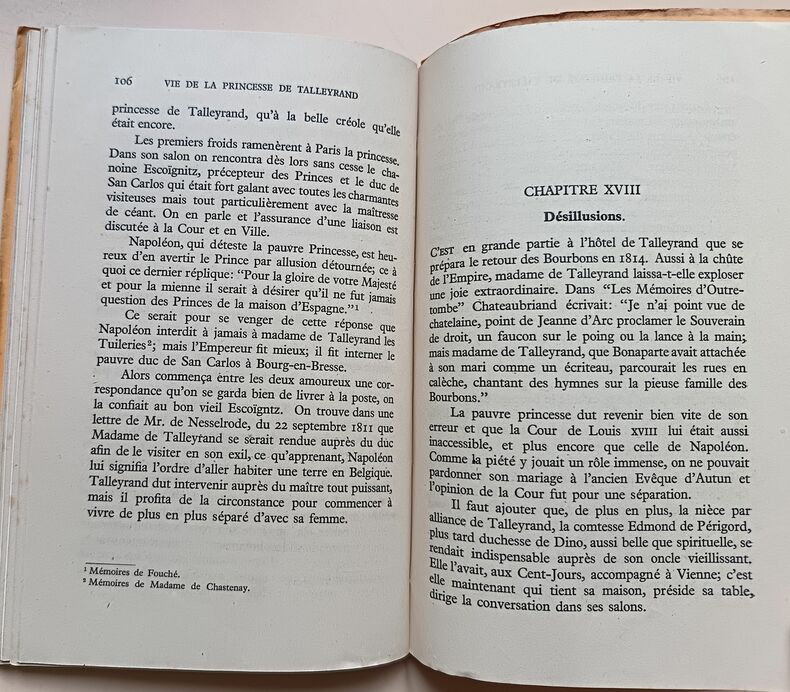 106 VIE DE LA PRINCESSE DE TALLEYRAND
princesse de Talleyrand, qu'à la belle créole qu'elle
était encore.
Les premiers froids ramenèrent à Paris la princesse.
Dans son salon on rencontra dès lors sans cesse le cha-
noine Escoïgnitz, précepteur des Princes et le duc de
San Carlos qui était fort galant avec toutes les charmantes
visiteuses mais tout particulièrement avec la maîtresse
de céant. On en parle et l'assurance d'une liaison est
discutée à la Cour et en Ville.
Napoléon, qui déteste la pauvre Princesse, est heu-
reux d'en avertir le Prince par allusion détournée; ce à
quoi ce dernier réplique: "Pour la gloire de votre Majesté
et pour la mienne il serait à désirer qu'il ne fut jamais
question des Princes de la maison d'Espagne."¹
Ce serait pour se venger de cette réponse que
Napoléon interdit à jamais à madame de Talleyrand les
Tuileries²; mais l'Empereur fit mieux; il fit interner le
pauvre duc de San Carlos à Bourg-en-Bresse.
Alors commença entre les deux amoureux une cor-
respondance qu'on se garda bien de livrer à la poste, on
la confiait au bon vieil Escoïgntz. On trouve dans une
lettre de Mr. de Nesselrode, du 22 septembre 1811 que
Madame de Talleyrand se serait rendue auprès du duc
afin de le visiter en son exil, ce qu'apprenant, Napoléon
lui signifia l'ordre d'aller habiter une terre en Belgique.
Talleyrand dut intervenir auprès du maître tout puissant,
mais il profita de la circonstance pour commencer à
vivre de plus en plus séparé d'avec sa femme.
¹ Mémoires de Fouché.
² Mémoires de Madame de Chastenay.
CHAPITRE XVIII
Désillusions.
C'EST en grande partie à l'hôtel de Talleyrand que se
prépara le retour des Bourbons en 1814. Aussi à la chûte
de l'Empire, madame de Talleyrand laissa-t-elle exploser
une joie extraordinaire. Dans "Les Mémoires d'Outre-
tombe" Chateaubriand écrivait: "Je n'ai point vue de
chatelaine, point de Jeanne d'Arc proclamer le Souverain
de droit, un faucon sur le poing ou la lance à la main;
mais madame de Talleyrand, que Bonaparte avait attachée
à son mari comme un écriteau, parcourait les rues en
calèche, chantant des hymnes sur la pieuse famille des
Bourbons."
La pauvre princesse dut revenir bien vite de son
erreur et que la Cour de Louis XVIII lui était aussi
inaccessible, et plus encore que celle de Napoléon.
Comme la piété y jouait un rôle immense, on ne pouvait
pardonner son mariage à l'ancien Evêque d'Autun et
l'opinion de la Cour fut pour une séparation.
Il faut ajouter que, de plus en plus, la nièce par
alliance de Talleyrand, la comtesse Edmond de Périgord,
plus tard duchesse de Dino, aussi belle que spirituelle, se
rendait indispensable auprès de son oncle vieillissant.
Elle l'avait, aux Cent-Jours, accompagné à Vienne; c'est
elle maintenant qui tient sa maison, préside sa table,
dirige la conversation dans ses salons.